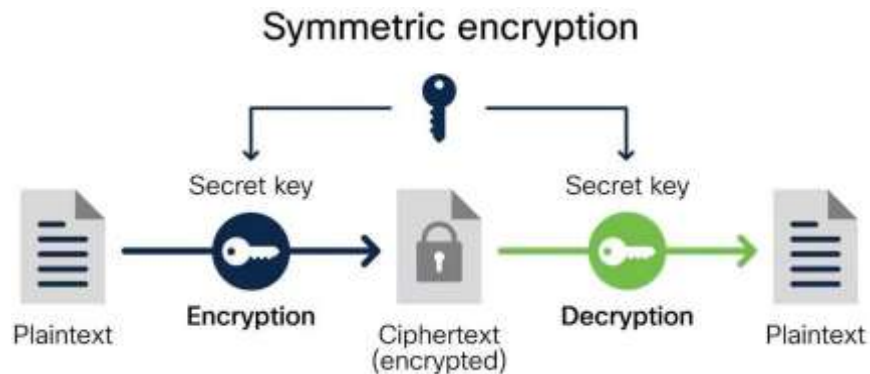 Symmetric encryption
Secret key
Secret key
Encryption
Decryption
Plaintext
Ciphertext
(encrypted)
Plaintext